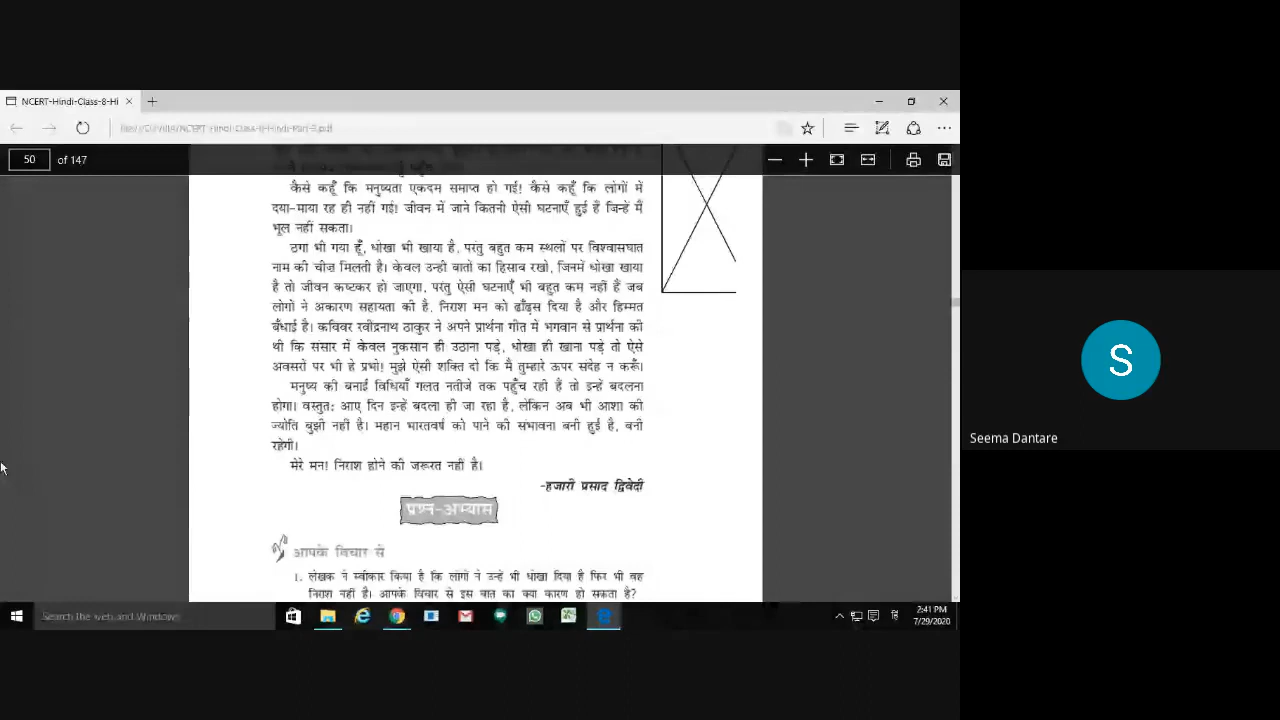 NCERT-Hindi-Class-8-Hi
50 of 147
कैसे कहूँ कि मनुष्यता एकदम समाप्त हो गई! कैसे कहूँ कि लोगों में
दया-माया रह ही नहीं गई! जीवन में जाने कितनी ऐसी घटनाएँ हुई हैं जिन्हें मैं
भूल नहीं सकता।
ठगा भी गया हूँ, धोखा भी खाया है, परंतु बहुत कम स्थलों पर विश्वासघात
नाम की चीज़ मिलती है। केवल उन्हीं बातों का हिसाब रखो, जिनमें धोखा खाया
है तो जीवन कष्टकर हो जाएगा, परंतु ऐसी घटनाएँ भी बहुत कम नहीं हैं जब
लोगों ने अकारण सहायता की है, निराश मन को ढाँढ़स दिया है और हिम्मत
बँधाई है। कविवर रवींद्रनाथ ठाकुर ने अपने प्रार्थना गीत में भगवान से प्रार्थना की
थी कि संसार में केवल नुकसान ही उठाना पड़े, धोखा ही खाना पड़े तो ऐसे
अवसरों पर भी हे प्रभो! मुझे ऐसी शक्ति दो कि मैं तुम्हारे ऊपर संदेह न करूँ।
मनुष्य की बनाई विधियाँ गलत नतीजे तक पहुँच रही हैं तो इन्हें बदलना
होगा। वस्तुतः आए दिन इन्हें बदला ही जा रहा है, लेकिन अब भी आशा की
ज्योति बुझी नहीं है। महान भारतवर्ष को पाने की संभावना बनी हुई है, बनी
रहेगी।
मेरे मन! निराश होने की ज़रूरत नहीं है।
-हजारी प्रसाद द्विवेदी
प्रश्न-अभ्यास
आपके विचार से
1. लेखक ने स्वीकार किया है कि लोगों ने उन्हें भी धोखा दिया है फिर भी वह
निराश नहीं है। आपके विचार से इस बात का क्या कारण हो सकता है?
S
Seema Dantare
Search the web and Windows
हि
2:41 PM
7/29/2020